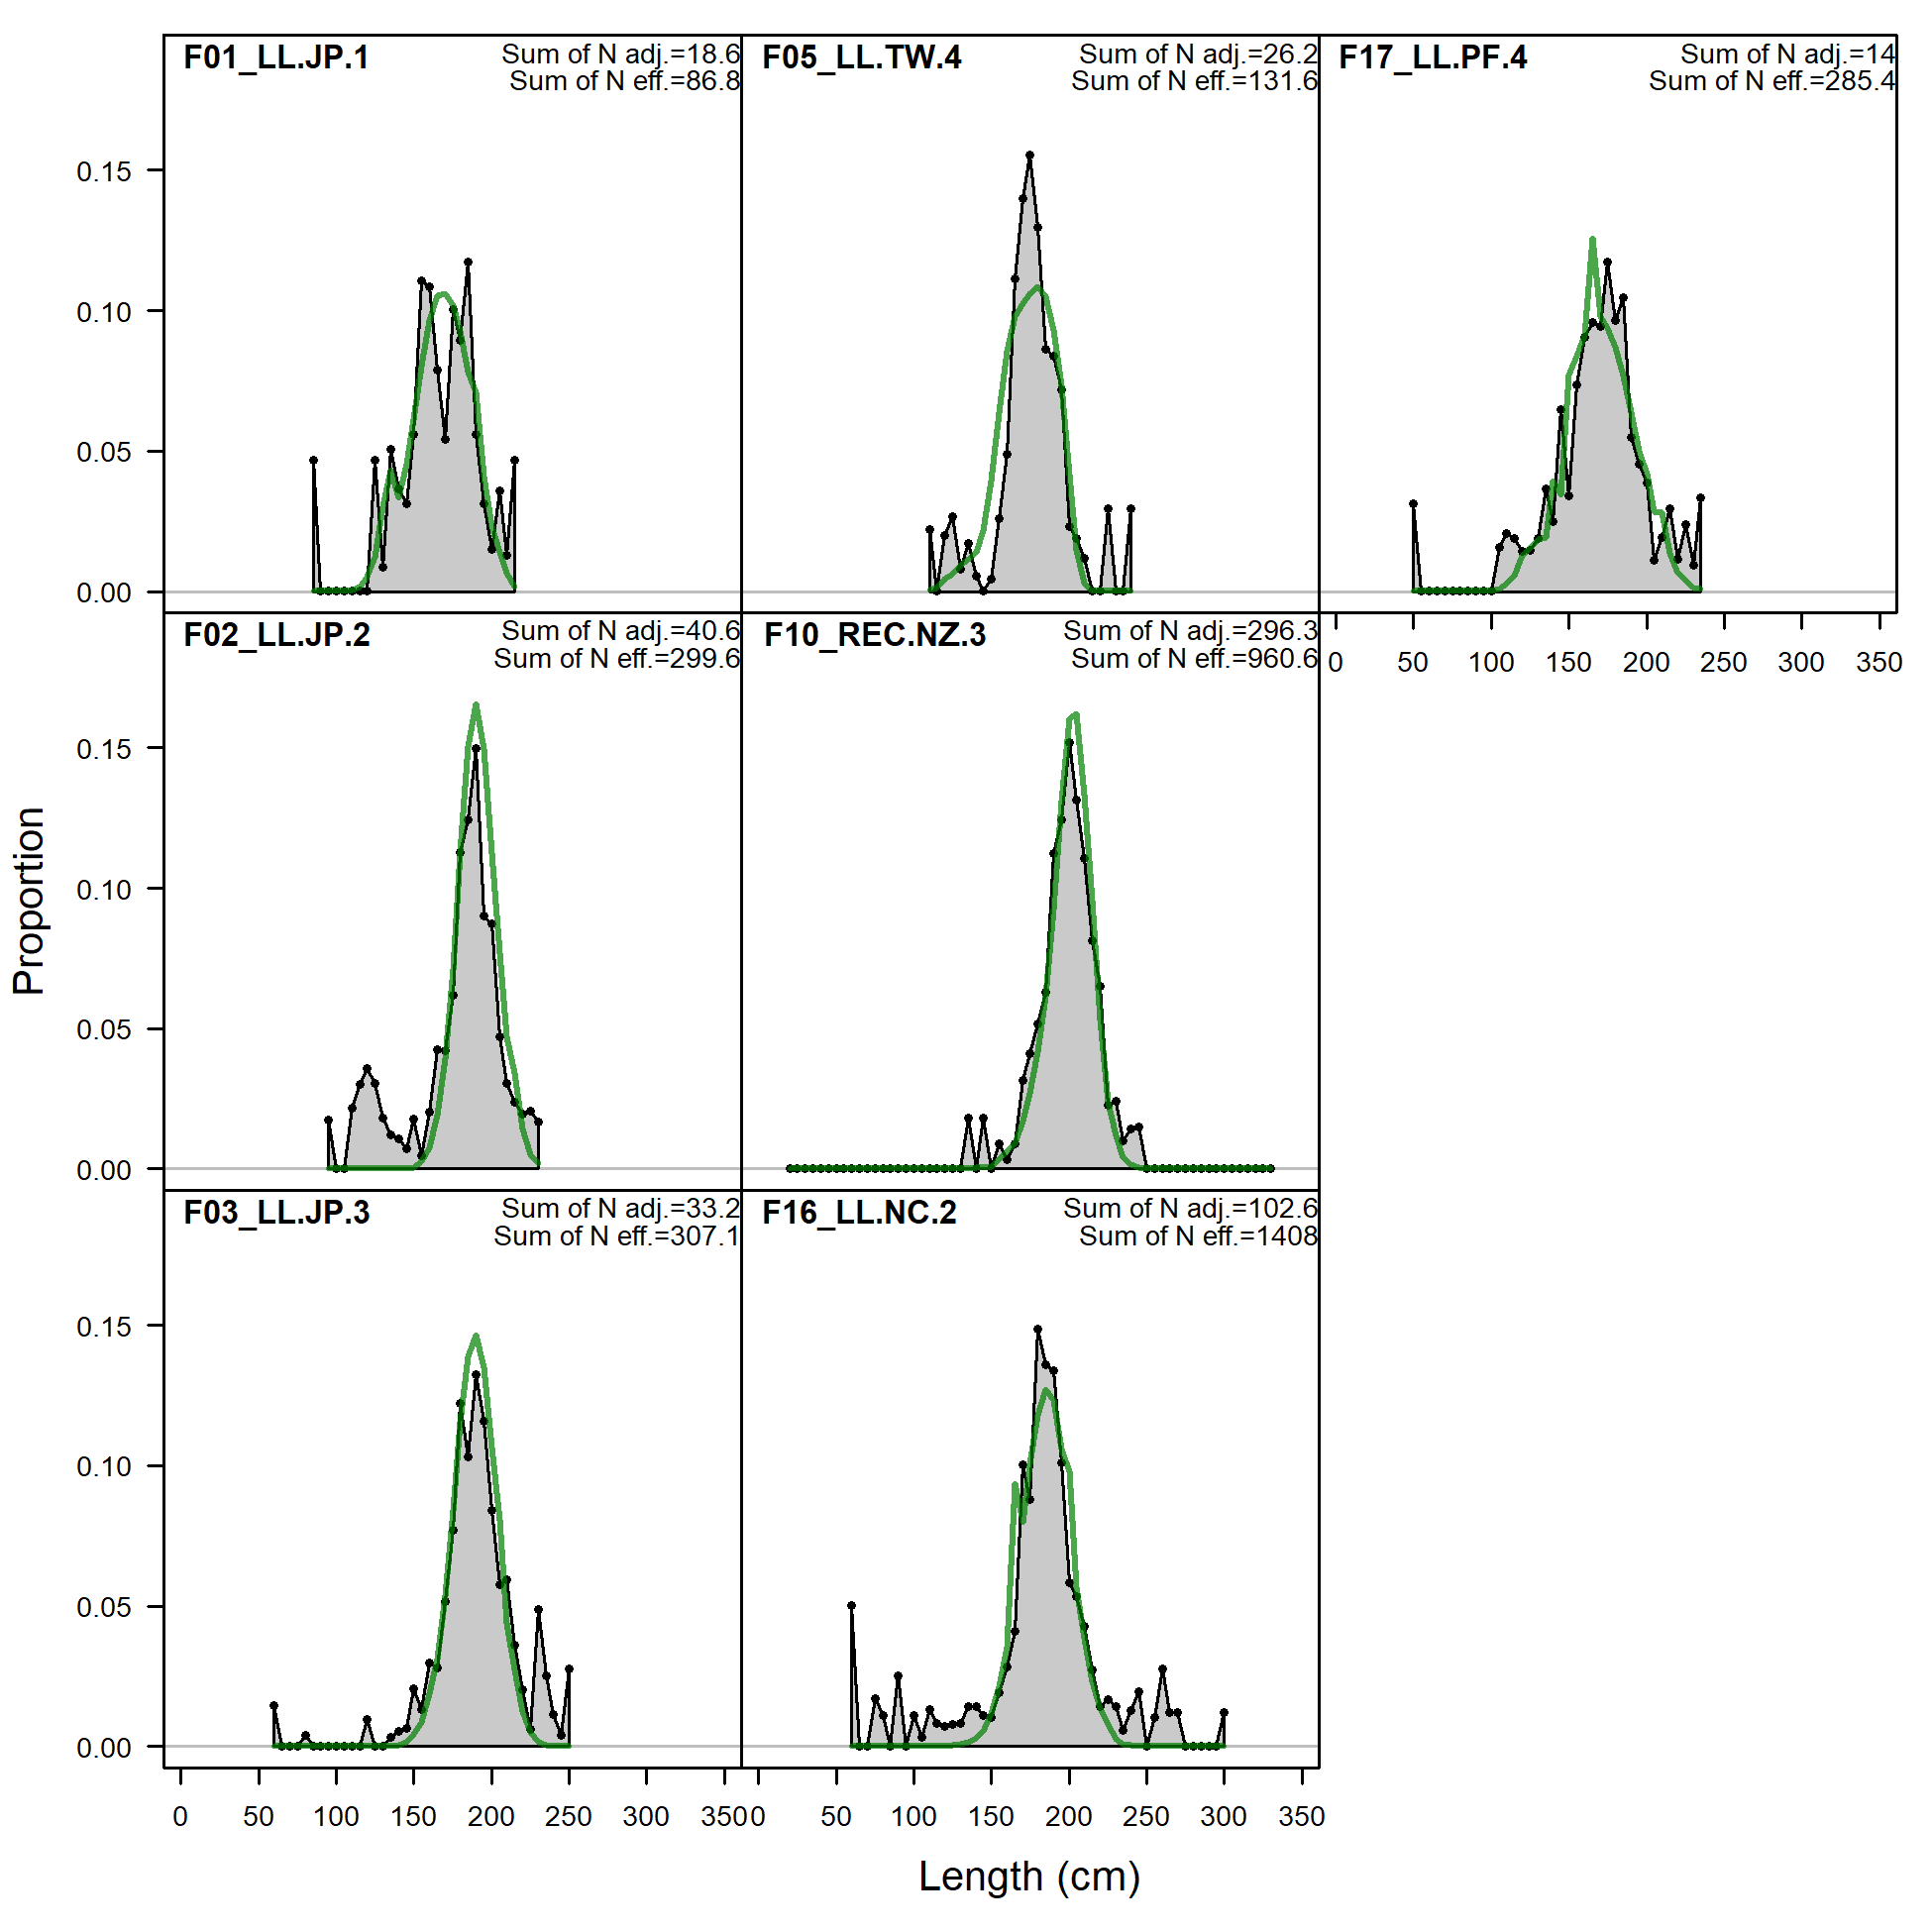 F01_LL.JP.1
Sum of N adj.=18.6
Sum of N eff.=86.8
F05_LL.TW.4
Sum of N adj.=26.2
Sum of N eff.=131.6
F17_LL.PF.4
Sum of N adj.=14
Sum of N eff.=285.4
0.15
0.10
0.05
0.00
0 50 100 150 200 250 300 350
F02_LL.JP.2
Sum of N adj.=40.6
Sum of N eff.=299.6
F10_REC.NZ.3
Sum of N adj.=296.3
Sum of N eff.=960.6
0.15
0.10
0.05
0.00
Proportion
F03_LL.JP.3
Sum of N adj.=33.2
Sum of N eff.=307.1
F16_LL.NC.2
Sum of N adj.=102.6
Sum of N eff.=1408
0.15
0.10
0.05
0.00
0 50 100 150 200 250 300 350
0 50 100 150 200 250 300 350
Length (cm)